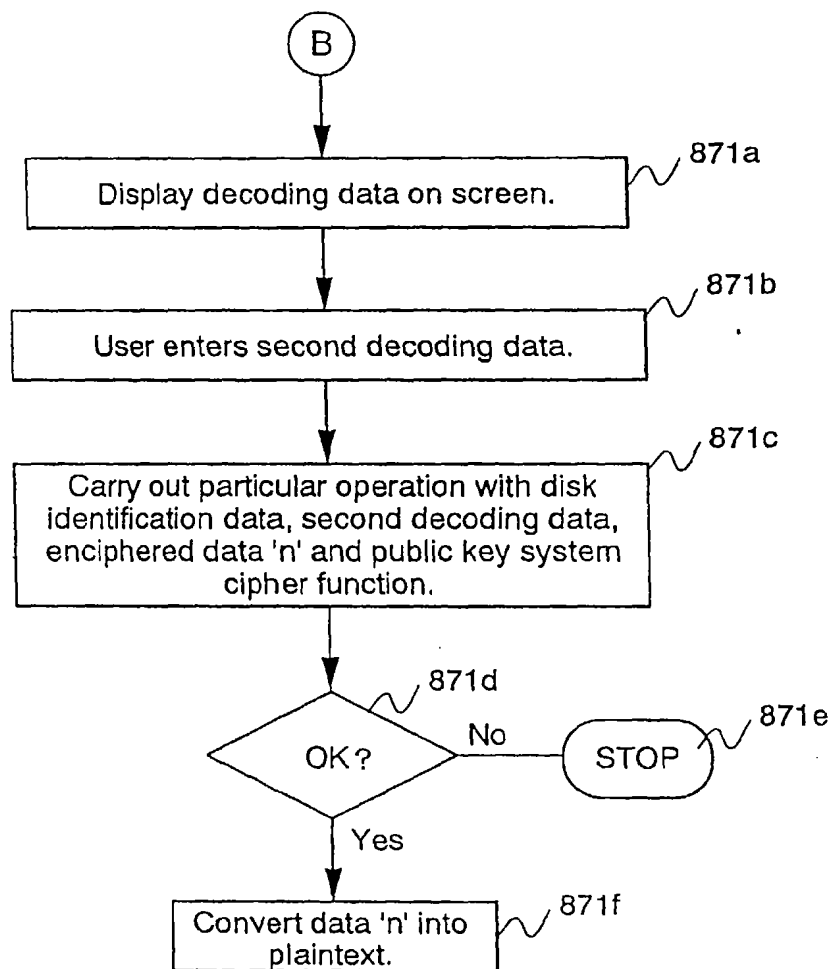 B
871a
Display decoding data on screen.
871b
User enters second decoding data.
871c
Carry out particular operation with disk
identification data, second decoding data,
enciphered data 'n' and public key system
cipher function.
871d
OK?
No
STOP
871e
Yes
871f
Convert data 'n' into
plaintext.